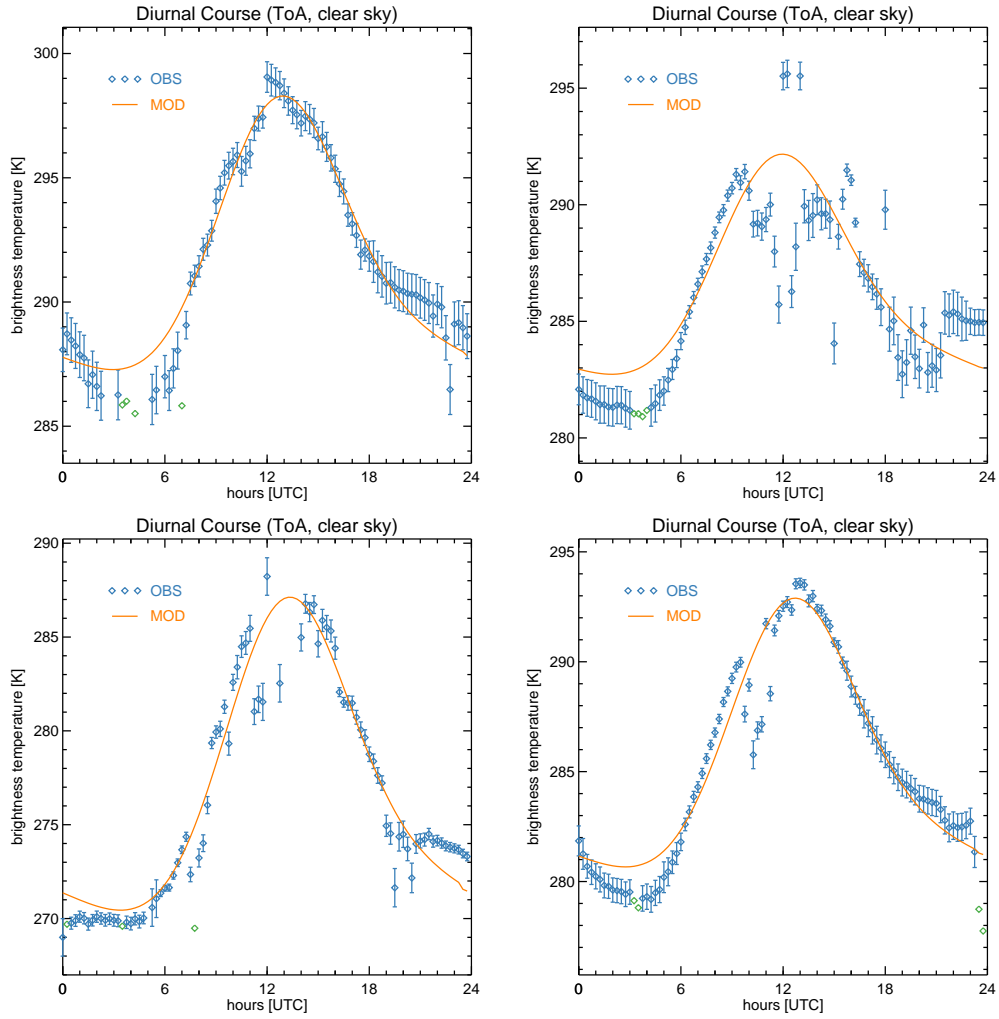 Diurnal Course (ToA, clear sky)
300
295
290
285
brightness temperature [K]
OBS
MOD
0
0
6
12
18
24
hours [UTC]
Diurnal Course (ToA, clear sky)
295
290
285
280
brightness temperature [K]
OBS
MOD
0
0
6
12
18
24
hours [UTC]
Diurnal Course (ToA, clear sky)
290
285
280
275
270
brightness temperature [K]
OBS
MOD
0
0
6
12
18
24
hours [UTC]
Diurnal Course (ToA, clear sky)
295
290
285
280
brightness temperature [K]
OBS
MOD
0
0
6
12
18
24
hours [UTC]